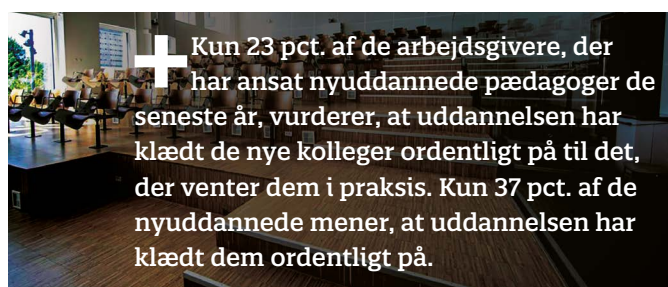 Kun 23 pct. af de arbejdsgivere, der
har ansat nyuddannede pædagoger de
seneste år, vurderer, at uddannelsen har
klædt de nye kolleger ordentligt på til det,
der venter dem i praksis. Kun 37 pct. af de
nyuddannede mener, at uddannelsen har
klædt dem ordentligt på.